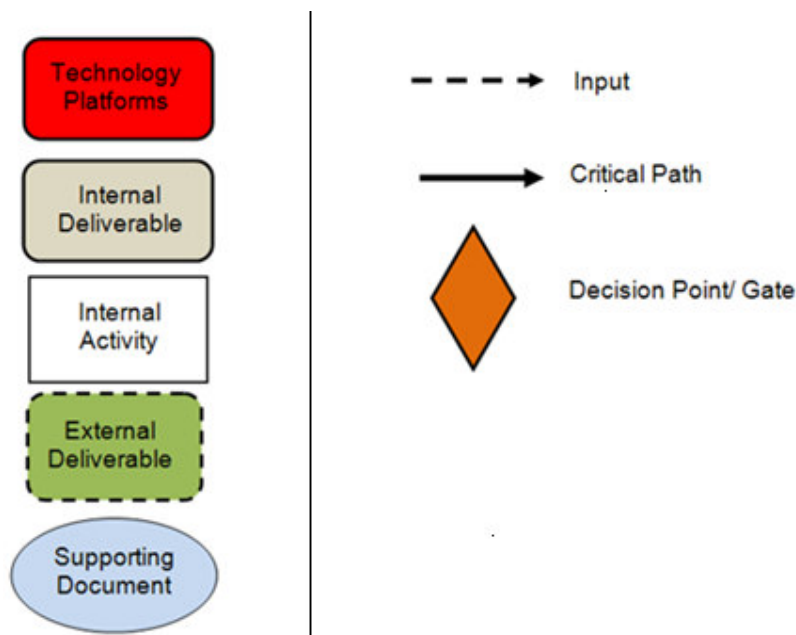 Technology
Platforms
Internal
Deliverable
Internal
Activity
External
Deliverable
Supporting
Document
Input
Critical Path
Decision Point/ Gate